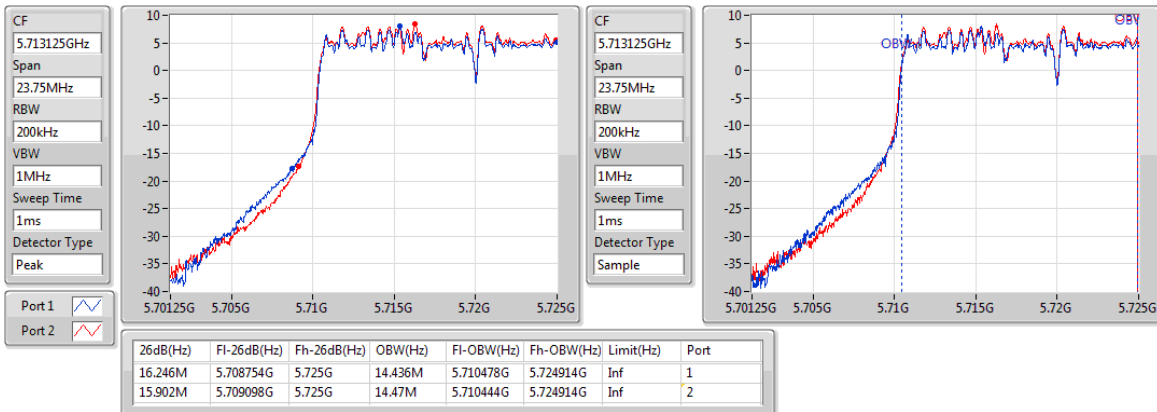 CF
5.713125GHz
Span
23.75MHz
RBW
200kHz
VBW
1MHz
Sweep Time
1ms
Detector Type
Peak
Port 1
Port 2
10
5
0
-5
-10
-15
-20
-25
-30
-35
-40
5.70125G 5.705G 5.71G 5.715G 5.72G 5.725G
CF
5.713125GHz
Span
23.75MHz
RBW
200kHz
VBW
1MHz
Sweep Time
1ms
Detector Type
Sample
10
5
0
-5
-10
-15
-20
-25
-30
-35
-40
5.70125G 5.705G 5.71G 5.715G 5.72G 5.725G
26dB(Hz) Fl-26dB(Hz) Fh-26dB(Hz) OBW(Hz) Fl-OBW(Hz) Fh-OBW(Hz) Limit(Hz) Port
16.246M 5.708754G 5.725G 14.436M 5.710478G 5.724914G Inf 1
15.902M 5.709098G 5.725G 14.47M 5.710444G 5.724914G Inf 2